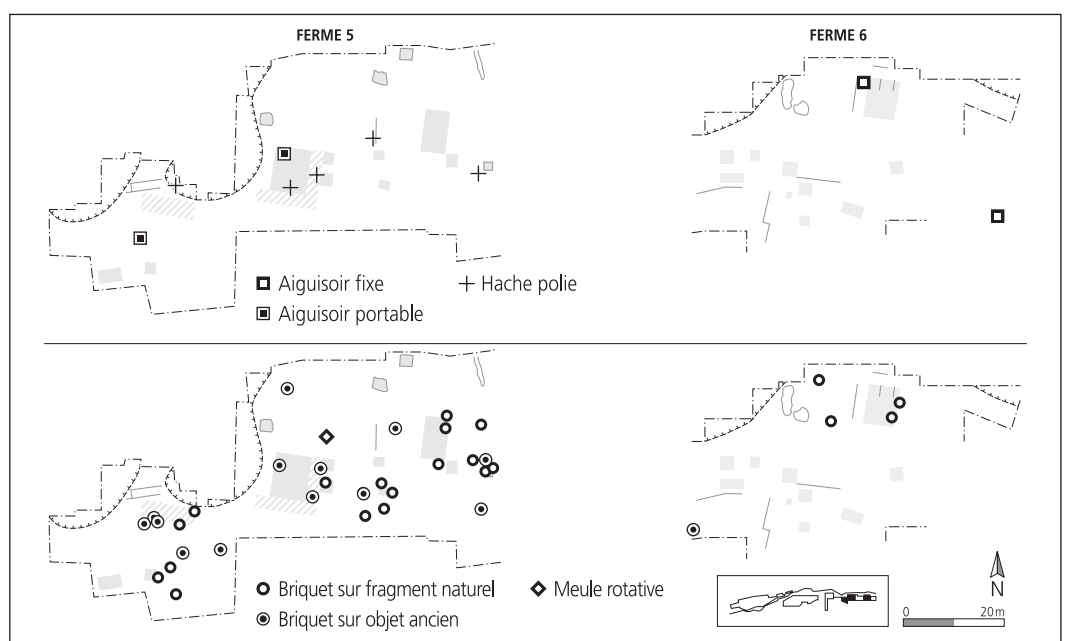 FERME 5
FERME 6
Aiguisoir fixe
Hache polie
Aiguisoir portable
Briquet sur fragment naturel
Meule rotative
Briquet sur objet ancien
N
0 20 m